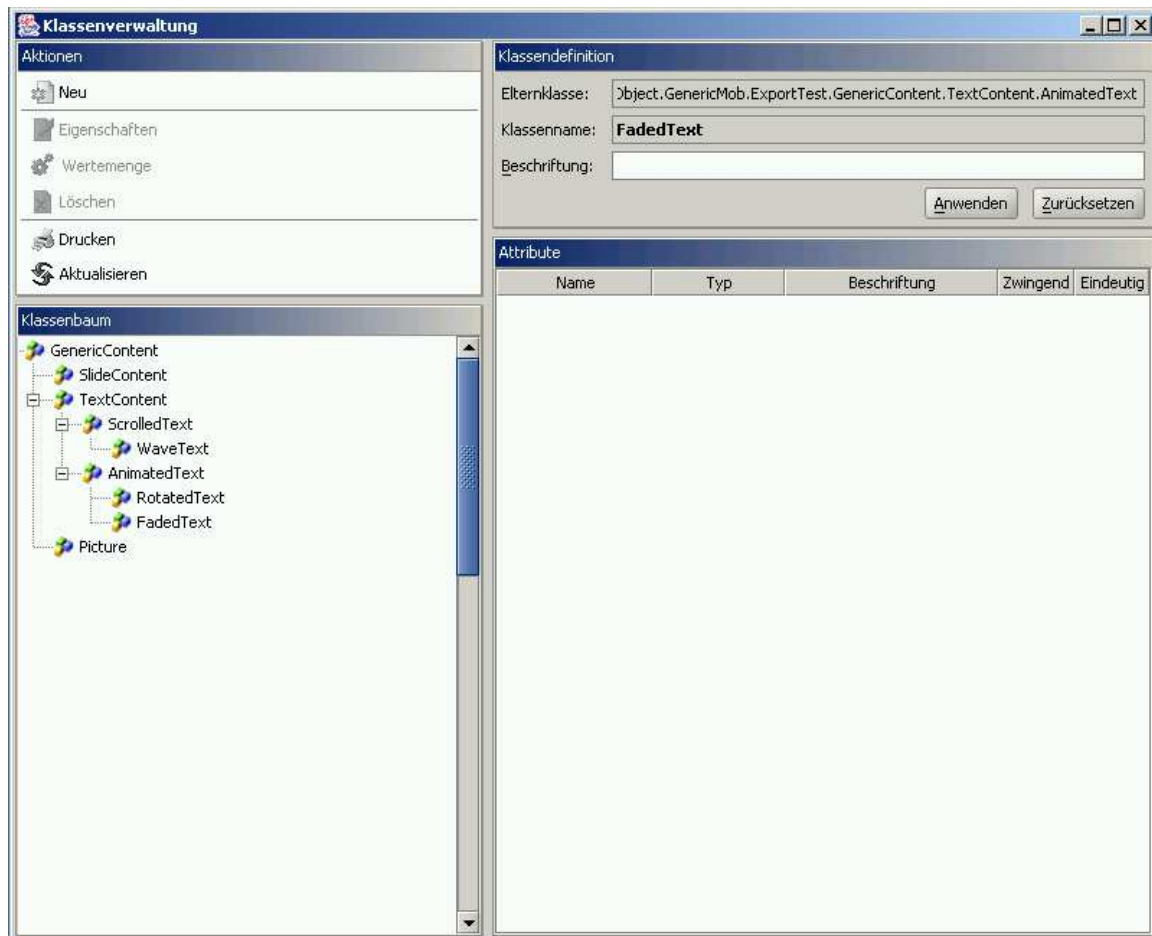 Klassenverwaltung
Aktionen
Neu
Eigenschaften
Wertemenge
Löschen
Drucken
Aktualisieren
Klassenbaum
GenericContent
SlideContent
TextContent
ScrolledText
WaveText
AnimatedText
RotatedText
FadedText
Picture
Klassendefinition
Elternklasse: Object.GenericMob.ExportTest.GenericContent.TextContent.AnimatedText
Klassenname: FadedText
Beschriftung:
Anwenden Zurücksetzen
Attribute
Name Typ Beschriftung Zwingend Eindeutig